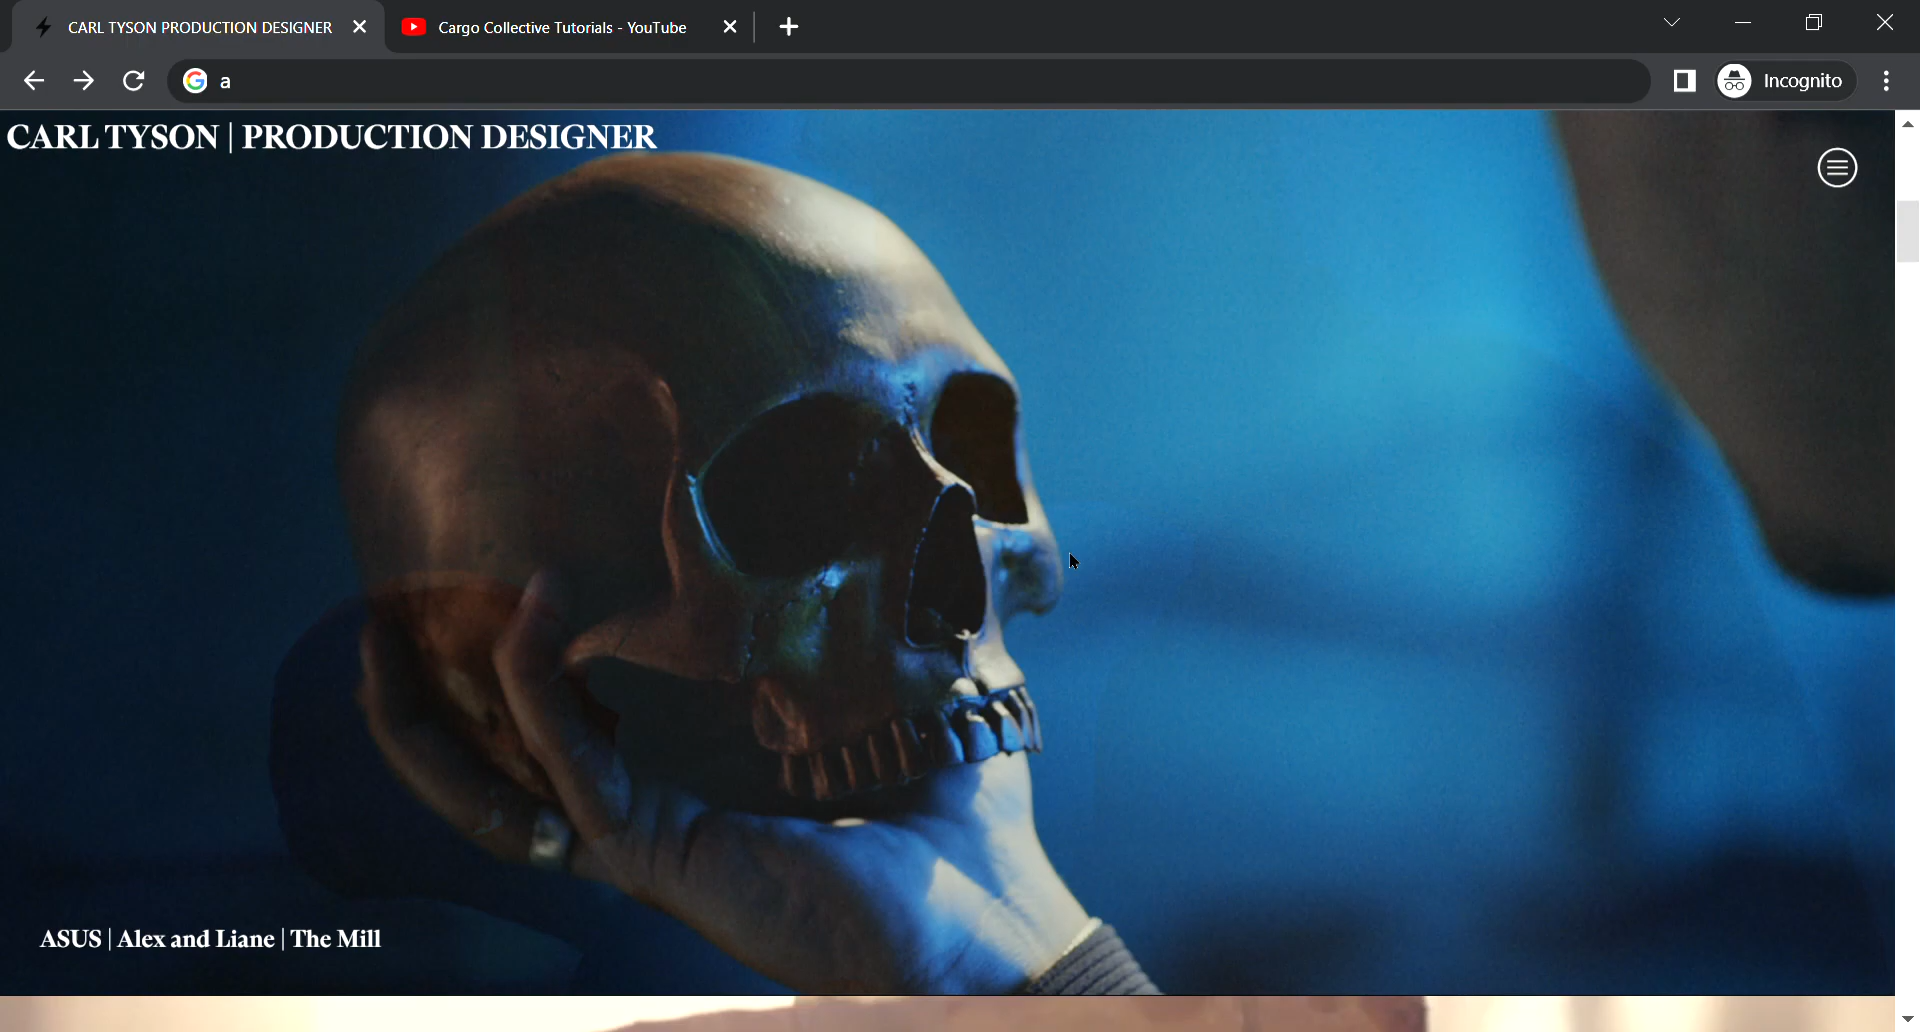 CARL TYSON PRODUCTION DESIGNER
Cargo Collective Tutorials - YouTube
a
Incognito
CARL TYSON | PRODUCTION DESIGNER
ASUS | Alex and Liane | The Mill